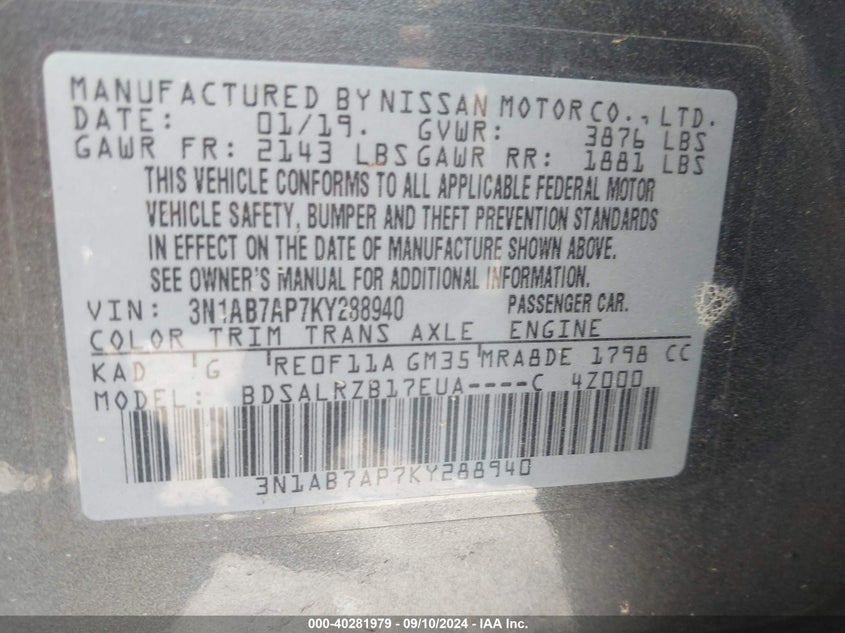 MANUFACTURED BY NISSAN MOTOR CO., LTD.
DATE: 01/19. GVWR: 3876 LBS
GAWR FR: 2143 LBS GAWR RR: 1881 LBS
THIS VEHICLE CONFORMS TO ALL APPLICABLE FEDERAL MOTOR
VEHICLE SAFETY, BUMPER AND THEFT PREVENTION STANDARDS
IN EFFECT ON THE DATE OF MANUFACTURE SHOWN ABOVE.
SEE OWNER'S MANUAL FOR ADDITIONAL INFORMATION.
VIN: 3N1AB7AP7KY288940 PASSENGER CAR.
COLOR TRIM TRANS AXLE ENGINE
KAD G RE0F11A GM35 MRA8DE 1798 CC
MODEL: BDSALRZB17EUA----C 4Z000
3N1AB7AP7KY288940
000-40281979 - 09/10/2024 - IAA Inc.